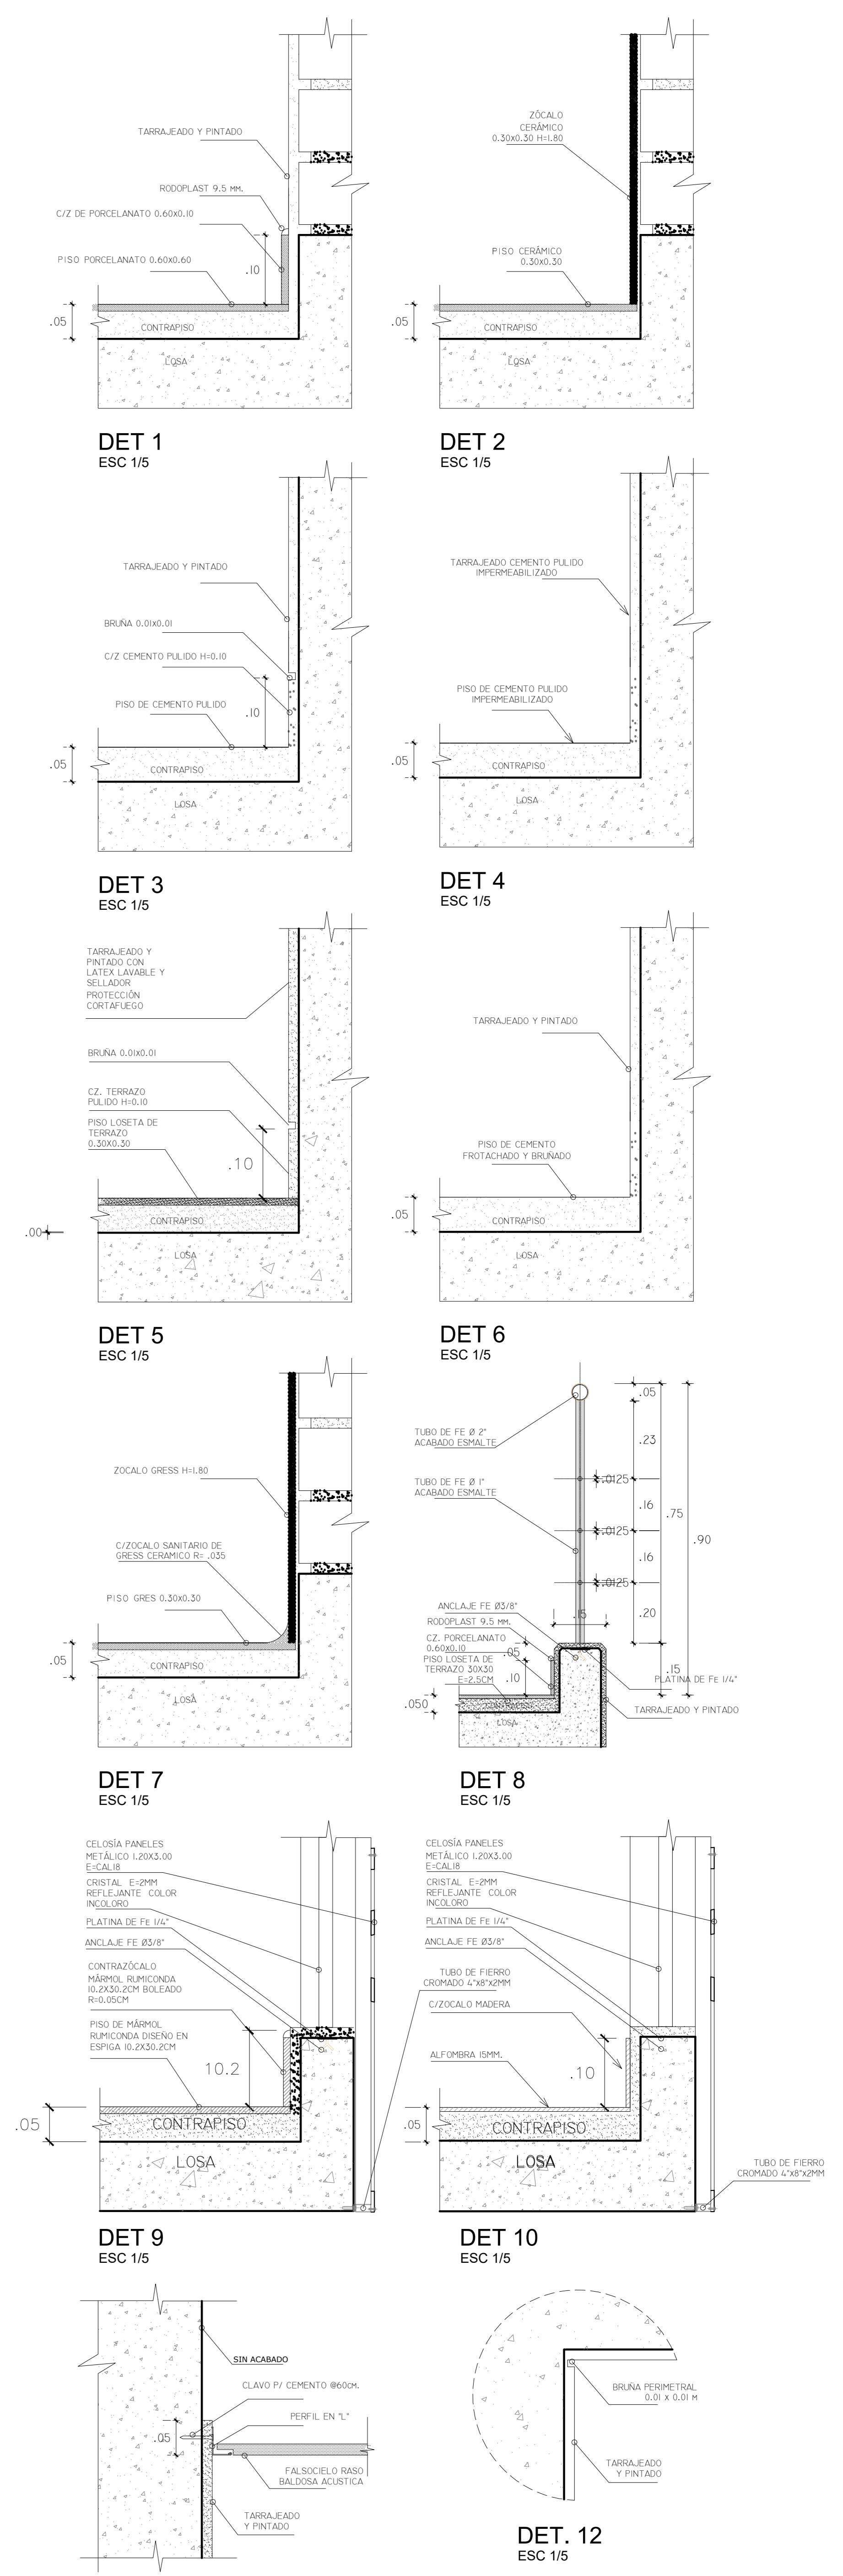 TARRAJEADO Y PINTADO
RODOPLAST 9.5 MM.
C/Z DE PORCELANATO 0.60x0.10
PISO PORCELANATO 0.60x0.60
.10
.05
CONTRAPISO
LOSA
DET 1
ESC 1/5
ZÓCALO
CERÁMICO
0.30x0.30 H=1.80
PISO CERÁMICO
0.30x0.30
.05
CONTRAPISO
LOSA
DET 2
ESC 1/5
TARRAJEADO Y PINTADO
BRUÑA 0.01x0.01
C/Z CEMENTO PULIDO H=0.10
PISO DE CEMENTO PULIDO
.10
.05
CONTRAPISO
LOSA
DET 3
ESC 1/5
TARRAJEADO CEMENTO PULIDO
IMPERMEABILIZADO
PISO DE CEMENTO PULIDO
IMPERMEABILIZADO
.05
CONTRAPISO
LOSA
DET 4
ESC 1/5
TARRAJEADO Y
PINTADO CON
LATEX LAVABLE Y
SELLADOR
PROTECCIÓN
CORTAFUEGO
BRUÑA 0.01x0.01
CZ. TERRAZO
PULIDO H=0.10
PISO LOSETA DE
TERRAZO
0.30X0.30
.10
.00
CONTRAPISO
LOSA
DET 5
ESC 1/5
TARRAJEADO Y PINTADO
PISO DE CEMENTO
FROTACHADO Y BRUÑADO
.05
CONTRAPISO
LOSA
DET 6
ESC 1/5
ZOCALO GRESS H=1.80
C/ZOCALO SANITARIO DE
GRESS CERAMICO R= .035
PISO GRES 0.30x0.30
.05
CONTRAPISO
LOSA
DET 7
ESC 1/5
TUBO DE FE Ø 2"
ACABADO ESMALTE
TUBO DE FE Ø 1"
ACABADO ESMALTE
ANCLAJE FE Ø3/8"
RODOPLAST 9.5 MM.
CZ. PORCELANATO
0.60x0.10
PISO LOSETA DE
TERRAZO 30X30
E=2.5CM
.05
.23
.0125
.16
.0125
.16
.0125
.20
.75
.90
.15
.05
.10
.15
.050
PLATINA DE FE 1/4"
TARRAJEADO Y PINTADO
CONTRAPISO
LOSA
DET 8
ESC 1/5
CELOSÍA PANELES
METÁLICO 1.20X3.00
E=CAL18
CRISTAL E=2MM
REFLEJANTE COLOR
INCOLORO
PLATINA DE FE 1/4"
ANCLAJE FE Ø3/8"
CONTRAZÓCALO
MÁRMOL RUMICONDA
10.2X30.2CM BOLEADO
R=0.05CM
PISO DE MÁRMOL
RUMICONDA DISEÑO EN
ESPIGA 10.2X30.2CM
10.2
.05
CONTRAPISO
LOSA
DET 9
ESC 1/5
CELOSÍA PANELES
METÁLICO 1.20X3.00
E=CAL18
CRISTAL E=2MM
REFLEJANTE COLOR
INCOLORO
PLATINA DE FE 1/4"
ANCLAJE FE Ø3/8"
TUBO DE FIERRO
CROMADO 4"x8"x2MM
C/ZOCALO MADERA
ALFOMBRA 15MM.
.10
.05
CONTRAPISO
LOSA
TUBO DE FIERRO
CROMADO 4"x8"x2MM
DET 10
ESC 1/5
SIN ACABADO
CLAVO P/ CEMENTO @60CM.
PERFIL EN "L"
.05
FALSOCIELO RASO
BALDOSA ACUSTICA
TARRAJEADO
Y PINTADO
BRUÑA PERIMETRAL
0.01 X 0.01 M
TARRAJEADO
Y PINTADO
DET. 12
ESC 1/5